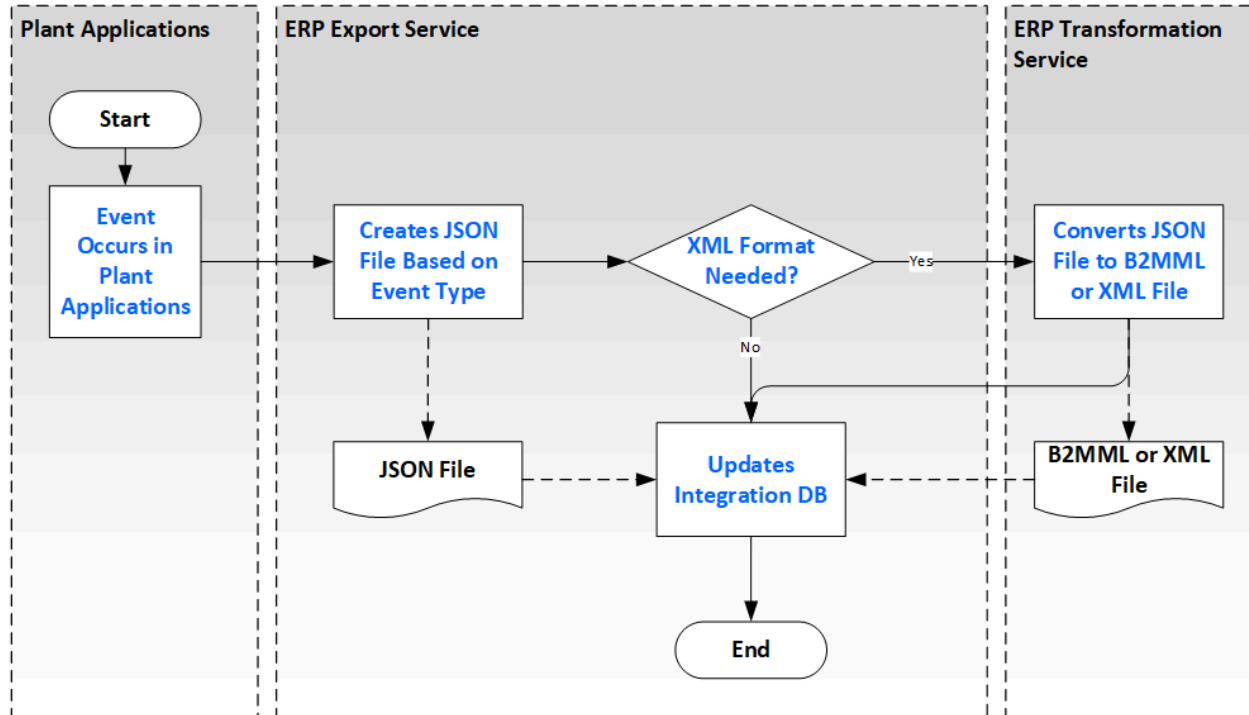 Plant Applications
ERP Export Service
ERP Transformation
Service
Start
Event
Occurs in
Plant
Applications
Creates JSON
File Based on
Event Type
XML Format
Needed?
Yes
Converts JSON
File to B2MML
or XML File
No
JSON File
Updates
Integration DB
B2MML or XML
File
End